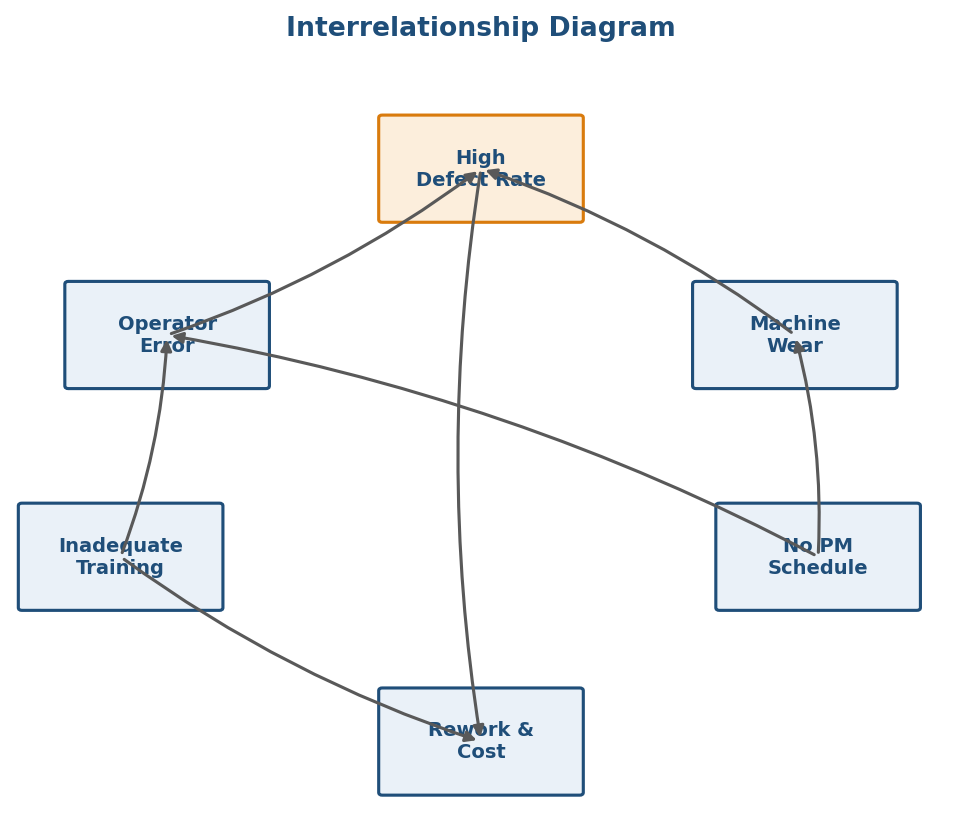 Interrelationship Diagram
High
Defect Rate
Operator
Error
Machine
Wear
Inadequate
Training
No PM
Schedule
Rework &
Cost